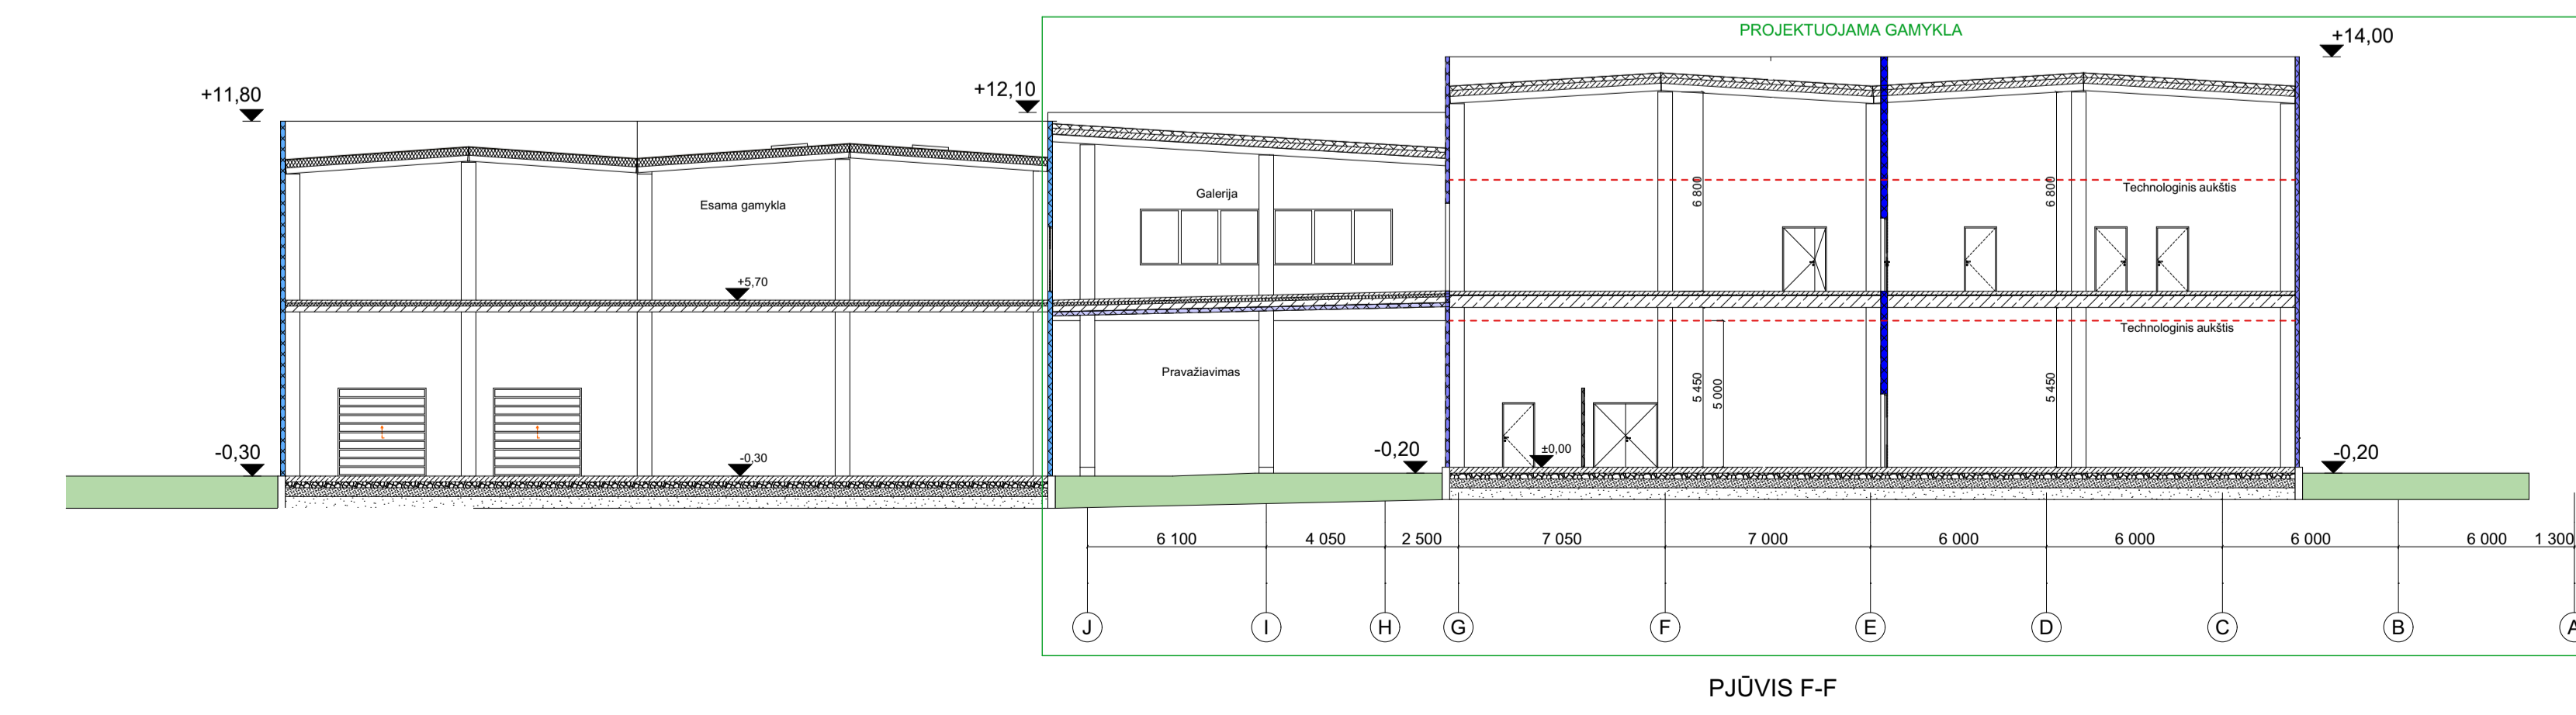 PROJEKTUOJAMA GAMYKLA
+14,00
+11,80
+12,10
Galerija
Esama gamykla
6 800
6 800
Technologinis aukštis
+5,70
Technologinis aukštis
Pravažiavimas
5 450
5 000
5 450
-0,30
-0,30
-0,20
±0,00
-0,20
6 100
4 050
2 500
7 050
7 000
6 000
6 000
6 000
6 000
1 300
J
I
H
G
F
E
D
C
B
A
PJŪVIS F-F